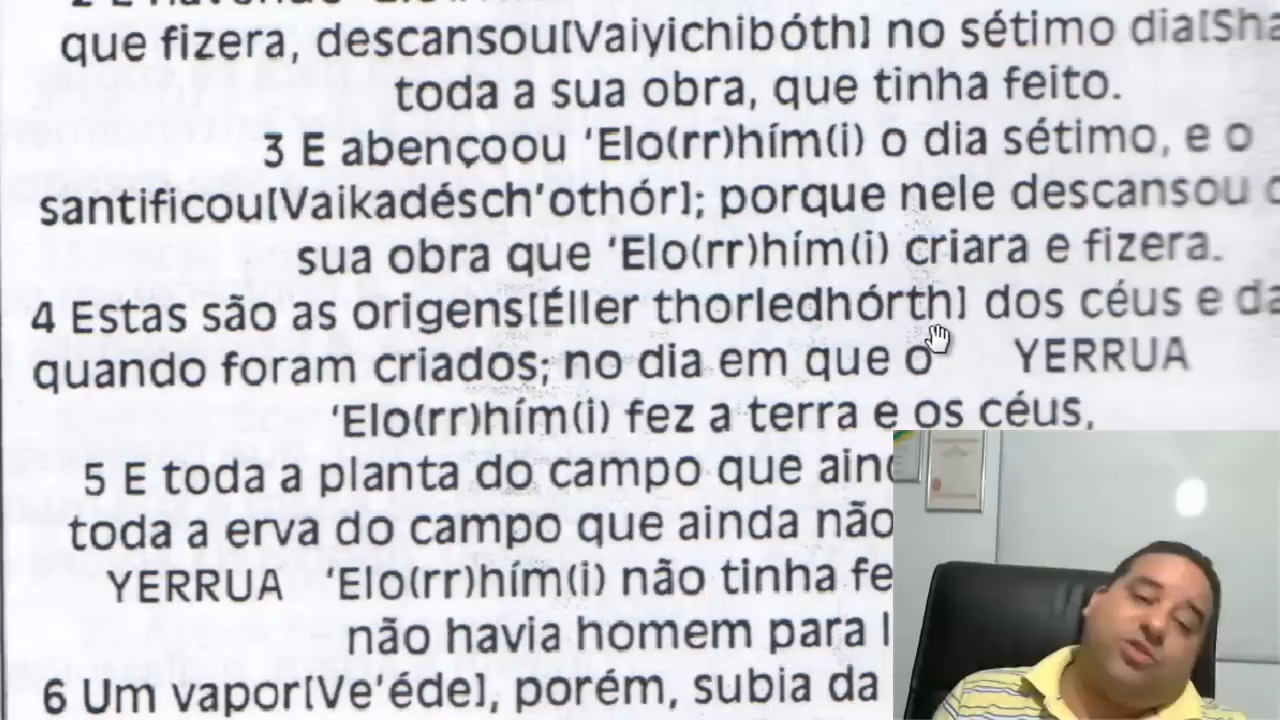 que fizera, descansou[Vaiyichibóth] no sétimo dia[Sha
toda a sua obra, que tinha feito.
3 E abençoou 'Elo(rr)hím(i) o dia sétimo, e o
santificou[Vaikadésch'othór]; porque nele descansou
sua obra que 'Elo(rr)hím(i) criara e fizera.
4 Estas são as origens[Éller thorledhórth] dos céus e da
quando foram criados; no dia em que o YERRUA
'Elo(rr)hím(i) fez a terra e os céus,
5 E toda a planta do campo que ain
toda a erva do campo que ainda não
YERRUA 'Elo(rr)hím(i) não tinha fe
não havia homem para l
6 Um vapor[Ve'éde], porém, subia da